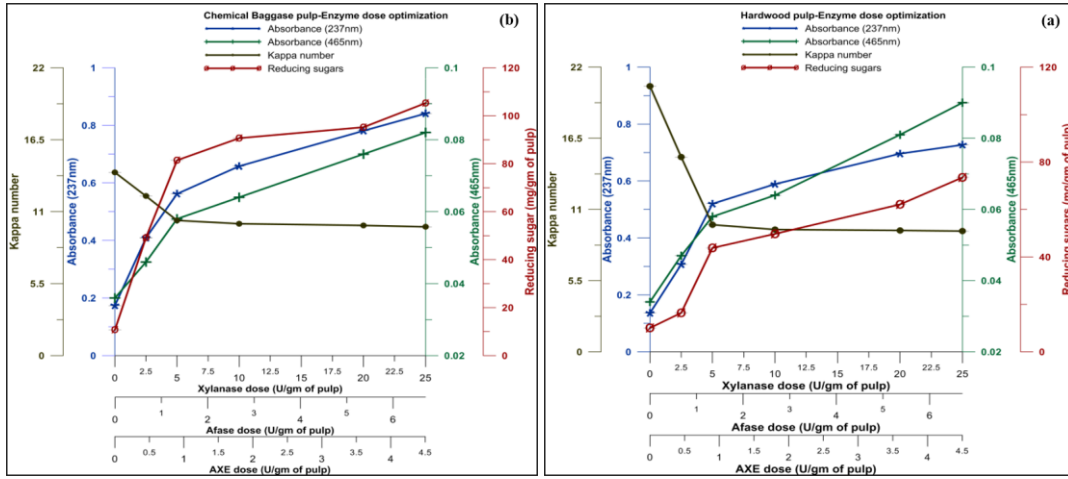 Chemical Baggase pulp-Enzyme dose optimization
(b)
Absorbance (237nm)
Absorbance (465nm)
Kappa number
Reducing sugars
22
16.5
11
5.5
0
Kappa number
1
0.8
0.6
0.4
0.2
0
Absorbance (237nm)
0.1
0.08
0.06
0.04
0.02
Absorbance (465nm)
120
100
80
60
40
20
0
Reducing sugar (mg/gm of pulp)
0 2.5 5 7.5 10 12.5 15 17.5 20 22.5 25
Xylanase dose (U/gm of pulp)
0 1 2 3 4 5 6
Afase dose (U/gm of pulp)
0 0.5 1 1.5 2 2.5 3 3.5 4 4.5
AXE dose (U/gm of pulp)
Hardwood pulp-Enzyme dose optimization
(a)
Absorbance (237nm)
Absorbance (465nm)
Kappa number
Reducing sugars
22
16.5
11
5.5
0
Kappa number
1
0.8
0.6
0.4
0.2
0
Absorbance (237nm)
0.1
0.08
0.06
0.04
0.02
Absorbance (465nm)
120
80
40
0
Reducing sugars (mg/gm of pulp)
0 2.5 5 7.5 10 12.5 15 17.5 20 22.5 25
Xylanase dose (U/gm of pulp)
0 1 2 3 4 5 6
Afase dose (U/gm of pulp)
0 0.5 1 1.5 2 2.5 3 3.5 4 4.5
AXE dose (U/gm of pulp)